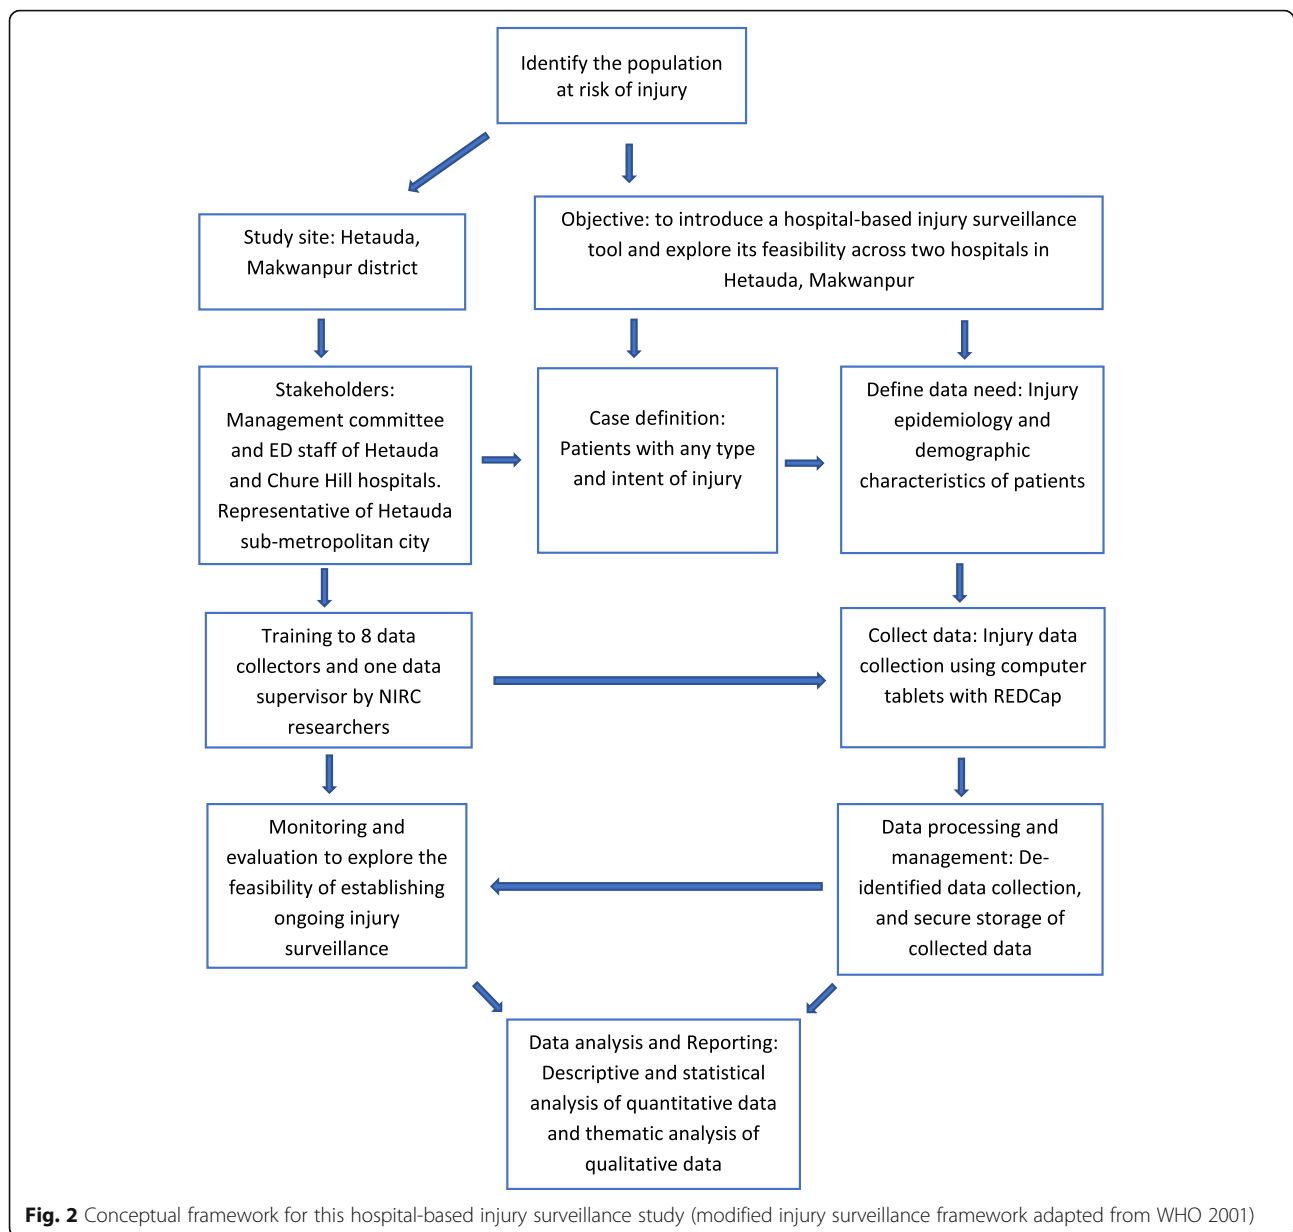 Identify the population
at risk of injury
Study site: Hetauda,
Makwanpur district
Objective: to introduce a hospital-based injury surveillance
tool and explore its feasibility across two hospitals in
Hetauda, Makwanpur
Stakeholders:
Management committee
and ED staff of Hetauda
and Chure Hill hospitals.
Representative of Hetauda
sub-metropolitan city
Case definition:
Patients with any type
and intent of injury
Define data need: Injury
epidemiology and
demographic
characteristics of patients
Training to 8 data
collectors and one data
supervisor by NIRC
researchers
Collect data: Injury data
collection using computer
tablets with REDCap
Monitoring and
evaluation to explore the
feasibility of establishing
ongoing injury
surveillance
Data processing and
management: De-
identified data collection,
and secure storage of
collected data
Data analysis and Reporting:
Descriptive and statistical
analysis of quantitative data
and thematic analysis of
qualitative data
Fig. 2 Conceptual framework for this hospital-based injury surveillance study (modified injury surveillance framework adapted from WHO 2001)